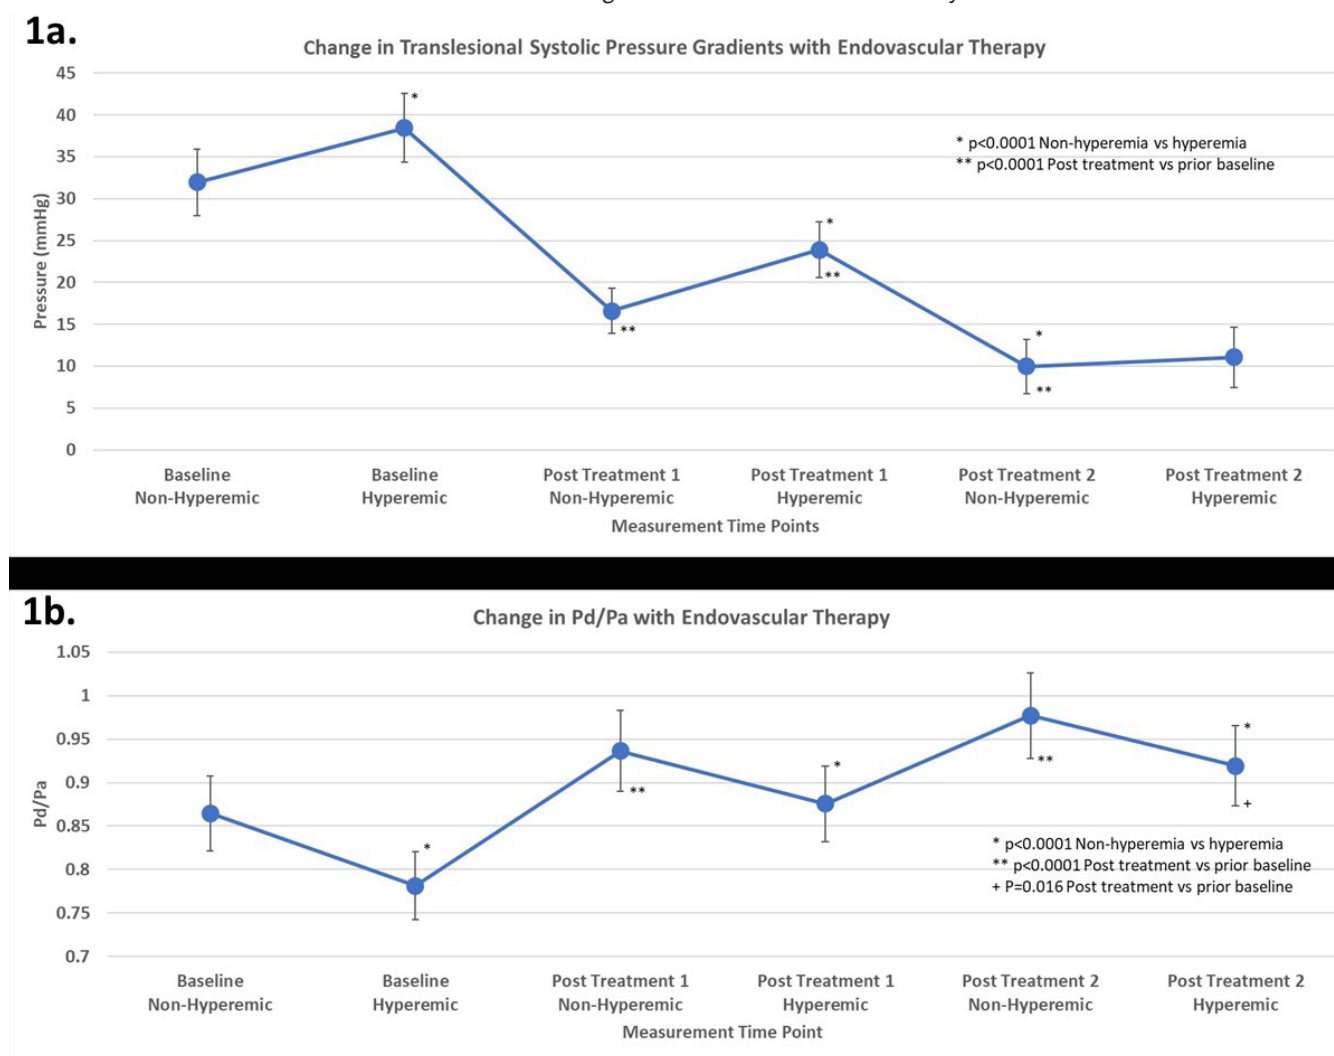 1a.
Change in Translesional Systolic Pressure Gradients with Endovascular Therapy
45
40
35
30
25
20
15
10
5
0
Pressure (mmHg)
*
**
*
**
*
**
* p<0.0001 Non-hyperemia vs hyperemia
** p<0.0001 Post treatment vs prior baseline
Baseline Non-Hyperemic
Baseline Hyperemic
Post Treatment 1 Non-Hyperemic
Post Treatment 1 Hyperemic
Post Treatment 2 Non-Hyperemic
Post Treatment 2 Hyperemic
Measurement Time Points
1b.
Change in Pd/Pa with Endovascular Therapy
1.05
1
0.95
0.9
0.85
0.8
0.75
0.7
Pd/Pa
*
**
*
**
*
+
* p<0.0001 Non-hyperemia vs hyperemia
** p<0.0001 Post treatment vs prior baseline
+ P=0.016 Post treatment vs prior baseline
Baseline Non-Hyperemic
Baseline Hyperemic
Post Treatment 1 Non-Hyperemic
Post Treatment 1 Hyperemic
Post Treatment 2 Non-Hyperemic
Post Treatment 2 Hyperemic
Measurement Time Point